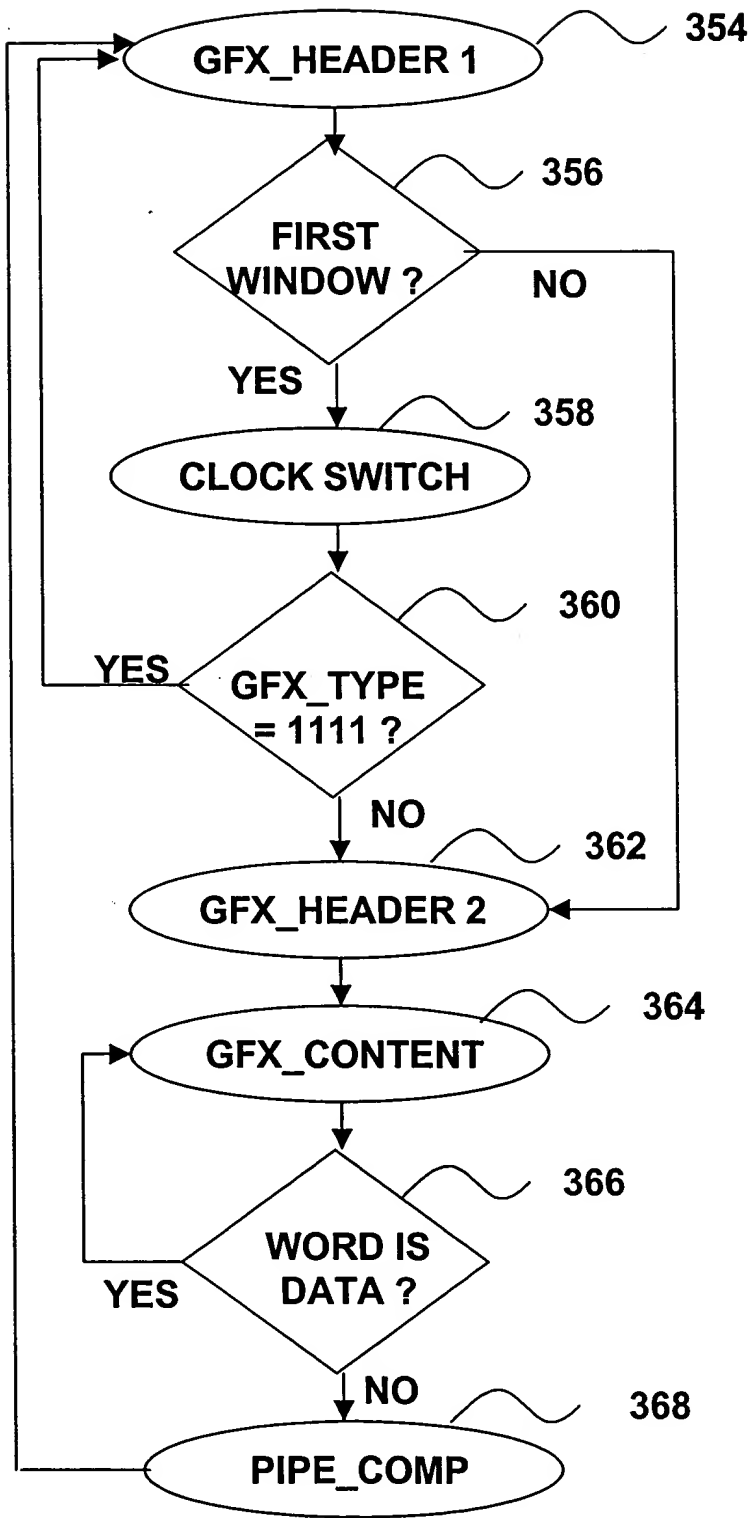 GFX_HEADER 1
354
356
FIRST
WINDOW ?
NO
YES
358
CLOCK SWITCH
360
YES
GFX_TYPE
= 1111 ?
NO
362
GFX_HEADER 2
364
GFX_CONTENT
366
WORD IS
DATA ?
YES
NO
368
PIPE_COMP